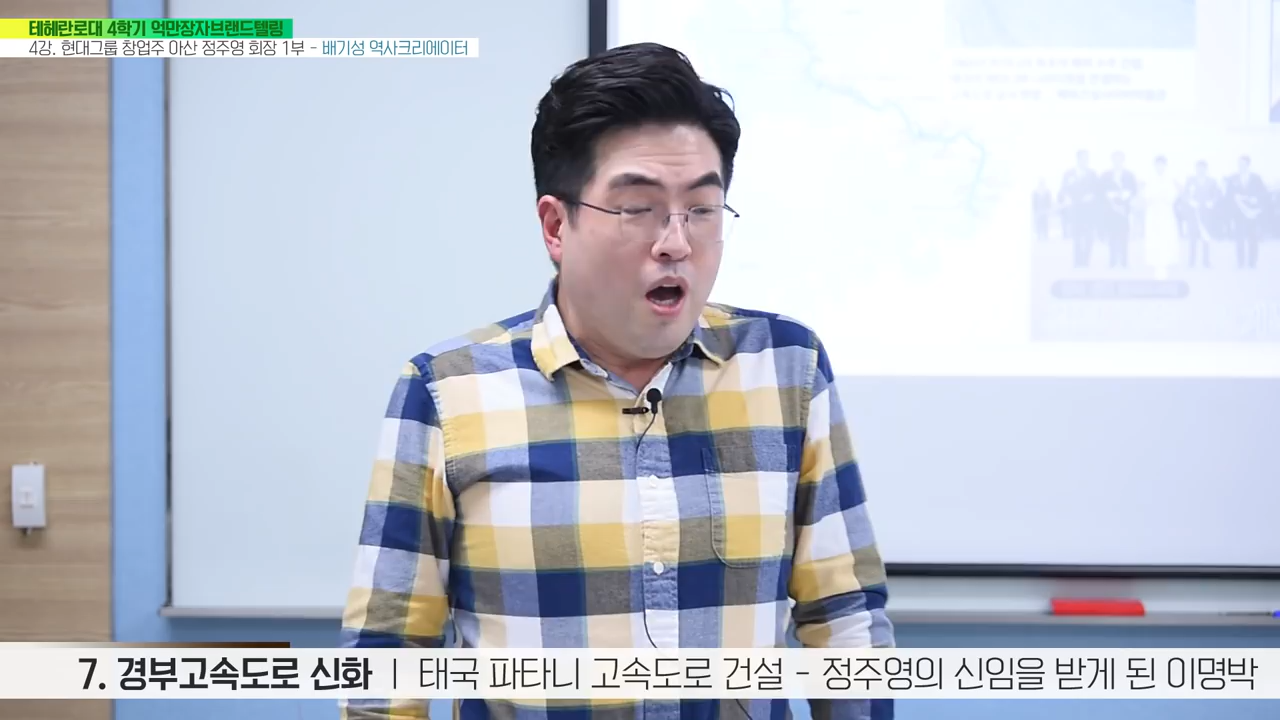 테헤란로대 4학기 억만장자브랜드텔링
4강. 현대그룹 창업주 아산 정주영 회장 1부 - 배기성 역사크리에이터
7. 경부고속도로 신화 | 태국 파타니 고속도로 건설 - 정주영의 신임을 받게 된 이명박